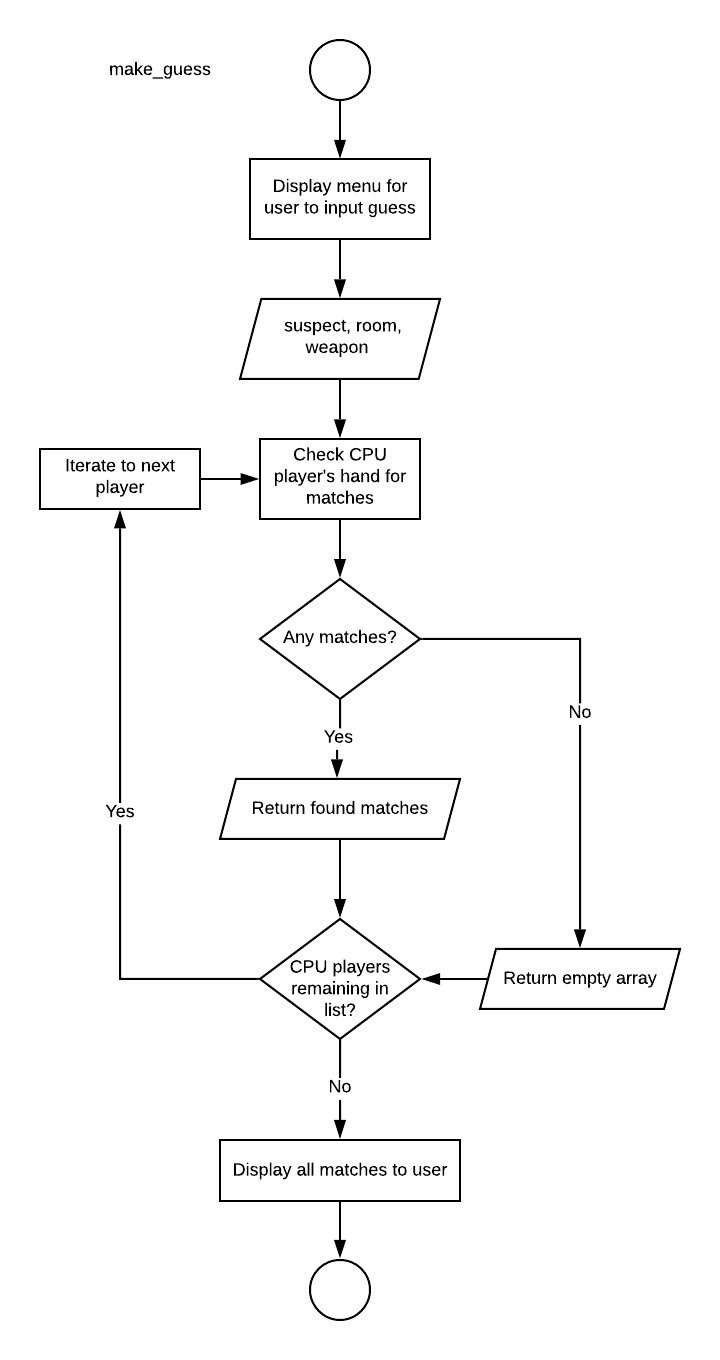 make_guess
Display menu for
user to input guess
suspect, room,
weapon
Iterate to next
player
Check CPU
player's hand for
matches
Any matches?
No
Yes
Return found matches
Yes
CPU players
remaining in
list?
Return empty array
No
Display all matches to user